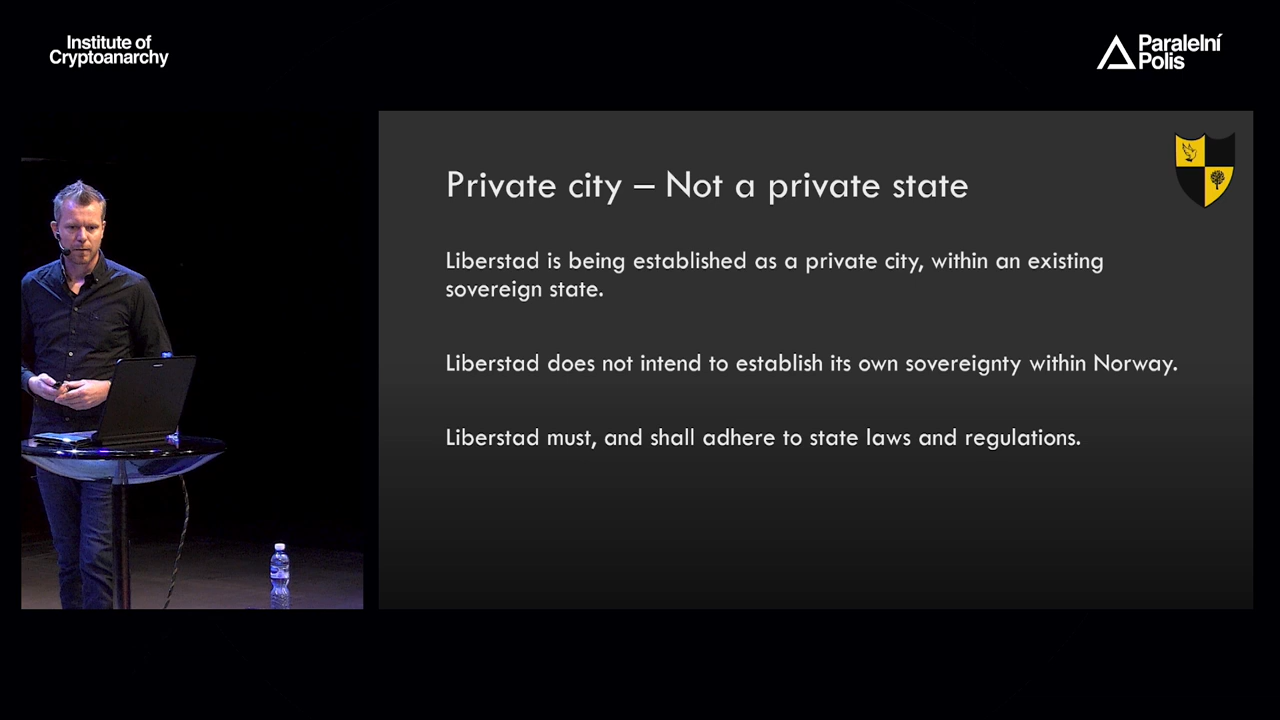 Institute of
Cryptoanarchy
Paralelní
Polis
Private city – Not a private state
Liberstad is being established as a private city, within an existing
sovereign state.
Liberstad does not intend to establish its own sovereignty within Norway.
Liberstad must, and shall adhere to state laws and regulations.